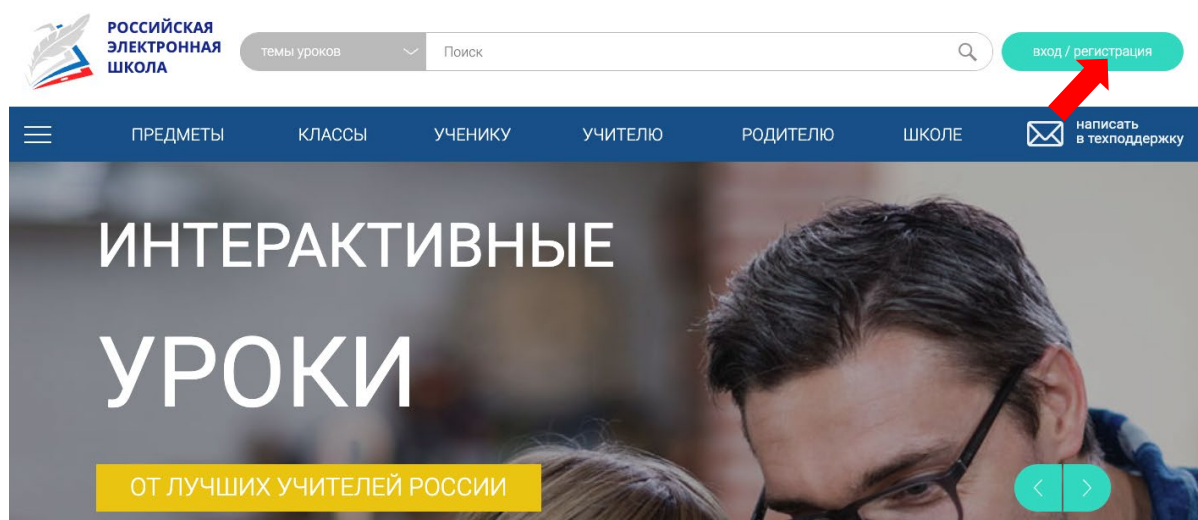 РОССИЙСКАЯ
ЭЛЕКТРОННАЯ
ШКОЛА
темы уроков
Поиск
вход / регистрация
ПРЕДМЕТЫ
КЛАССЫ
УЧЕНИКУ
УЧИТЕЛЮ
РОДИТЕЛЮ
ШКОЛЕ
написать
в техподдержку
ИНТЕРАКТИВНЫЕ
УРОКИ
ОТ ЛУЧШИХ УЧИТЕЛЕЙ РОССИИ